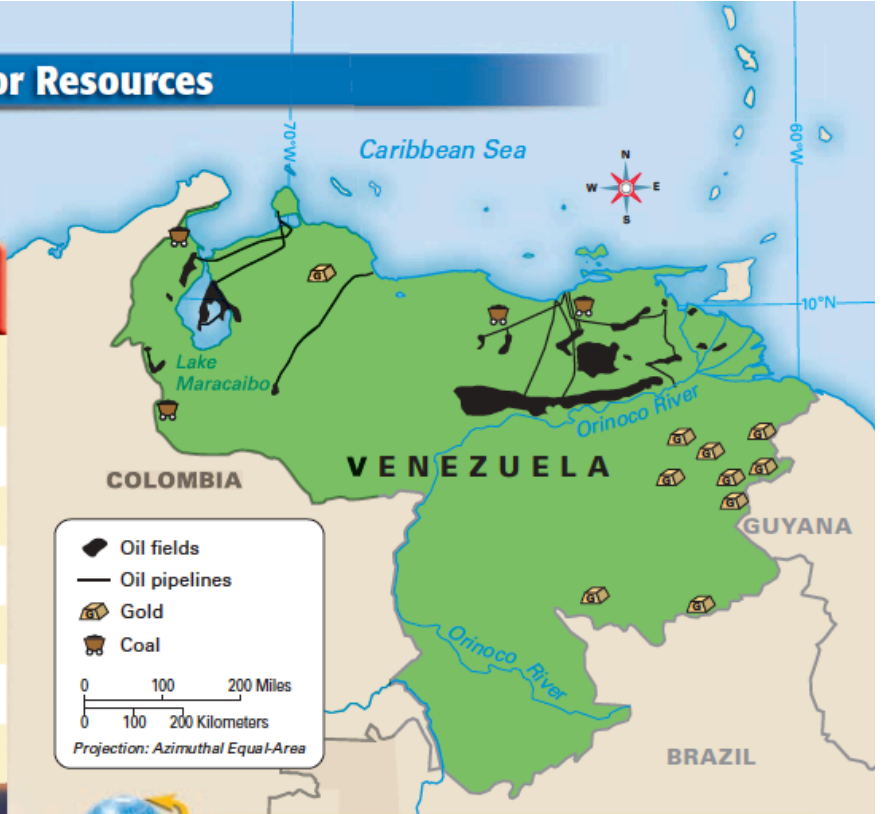 or Resources
70°W
60°W
Caribbean Sea
N
W E
S
10°N
Lake
Maracaibo
Orinoco River
VENEZUELA
COLOMBIA
GUYANA
Oil fields
Oil pipelines
G Gold
Coal
0 100 200 Miles
0 100 200 Kilometers
Projection: Azimuthal Equal-Area
Orinoco River
BRAZIL